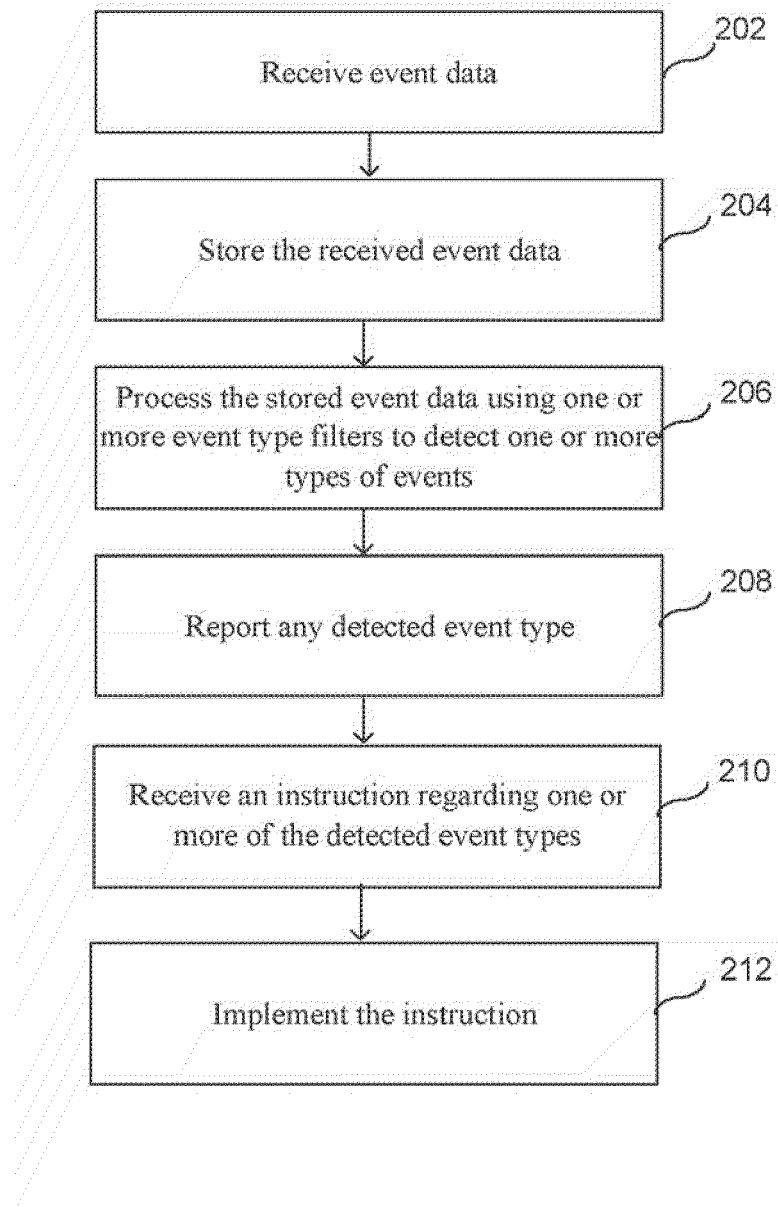 202
Receive event data
204
Store the received event data
206
Process the stored event data using one or
more event type filters to detect one or more
types of events
208
Report any detected event type
210
Receive an instruction regarding one or
more of the detected event types
212
Implement the instruction